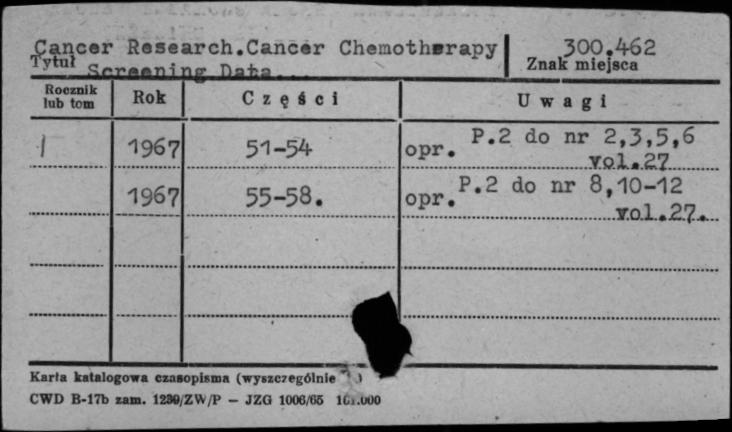 Cancer Research.Cancer Chemotherapy 300.462
Tytuł Screening Data... Znak miejsca
Rocznik lub tom Rok Części Uwagi
1967 51-54 opr. P.2 do nr 2,3,5,6
vol.27
1967 55-58. opr. P.2 do nr 8,10-12
vol.27.
Karta katalogowa czasopisma (wyszczególnie )
CWD B-17b zam. 1239/ZW/P — JZG 1006/65